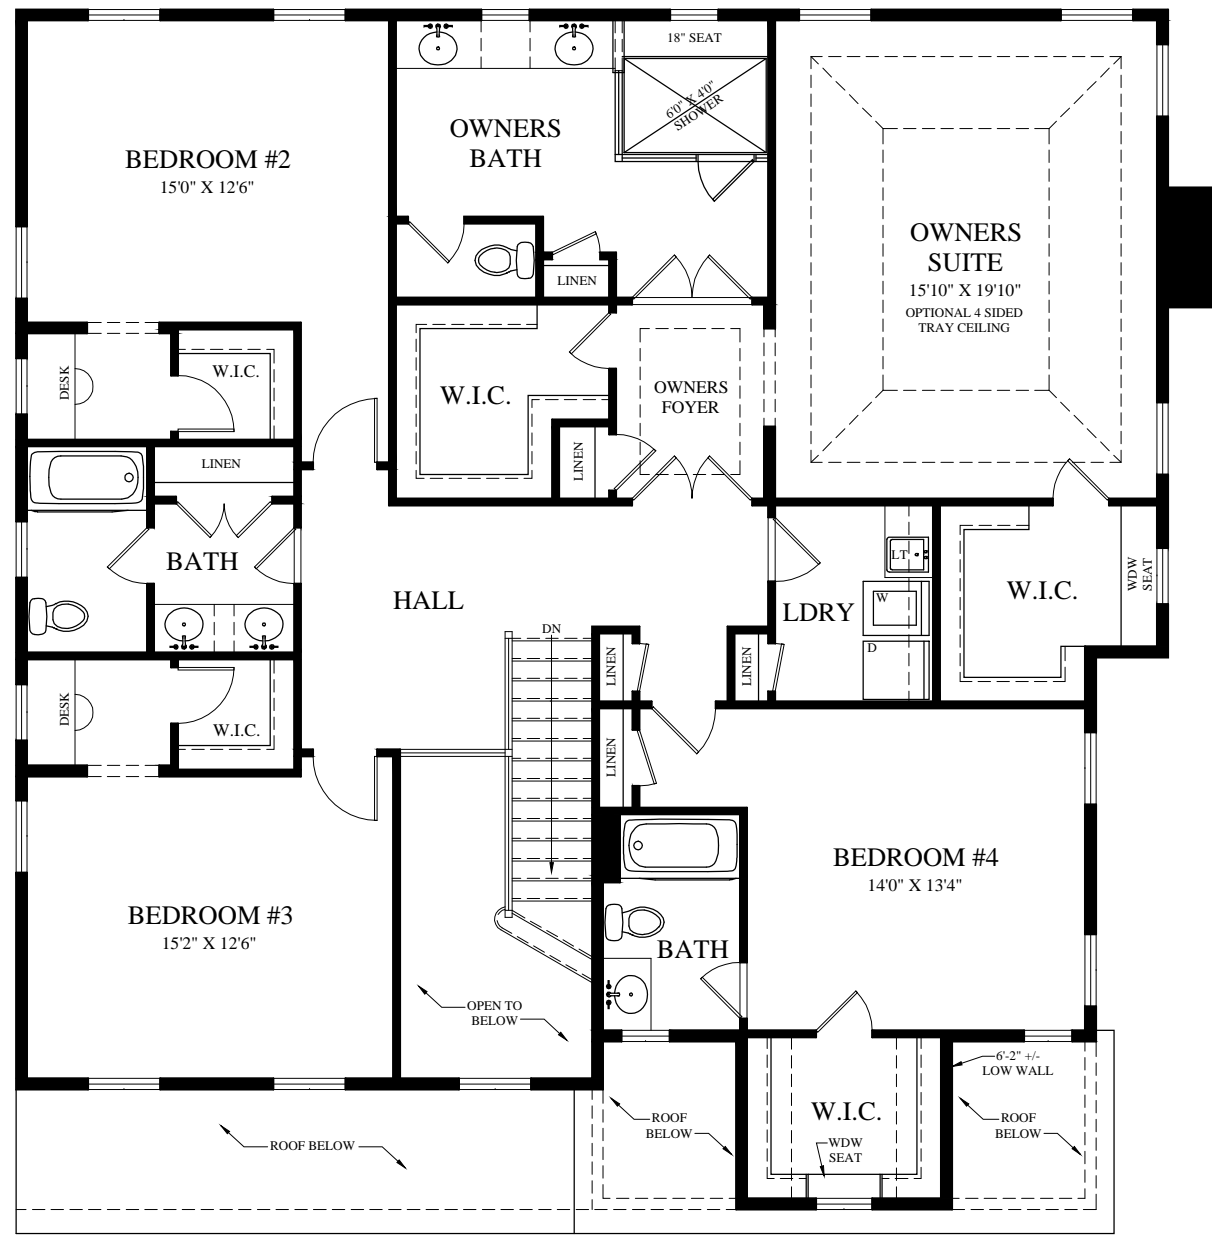 18" SEAT
6'0" X 4'0"
SHOWER
OWNERS
BATH
BEDROOM #2
15'0" X 12'6"
OWNERS
SUITE
15'10" X 19'10"
OPTIONAL 4 SIDED
TRAY CEILING
LINEN
DESK
W.I.C.
W.I.C.
OWNERS
FOYER
LINEN
LINEN
BATH
HALL
LT
W
D
LDRY
W.I.C.
WDW
SEAT
DN
LINEN
LINEN
DESK
W.I.C.
LINEN
BEDROOM #4
14'0" X 13'4"
BEDROOM #3
15'2" X 12'6"
BATH
OPEN TO
BELOW
6'-2" +/-
LOW WALL
W.I.C.
WDW
SEAT
ROOF
BELOW
ROOF
BELOW
ROOF BELOW